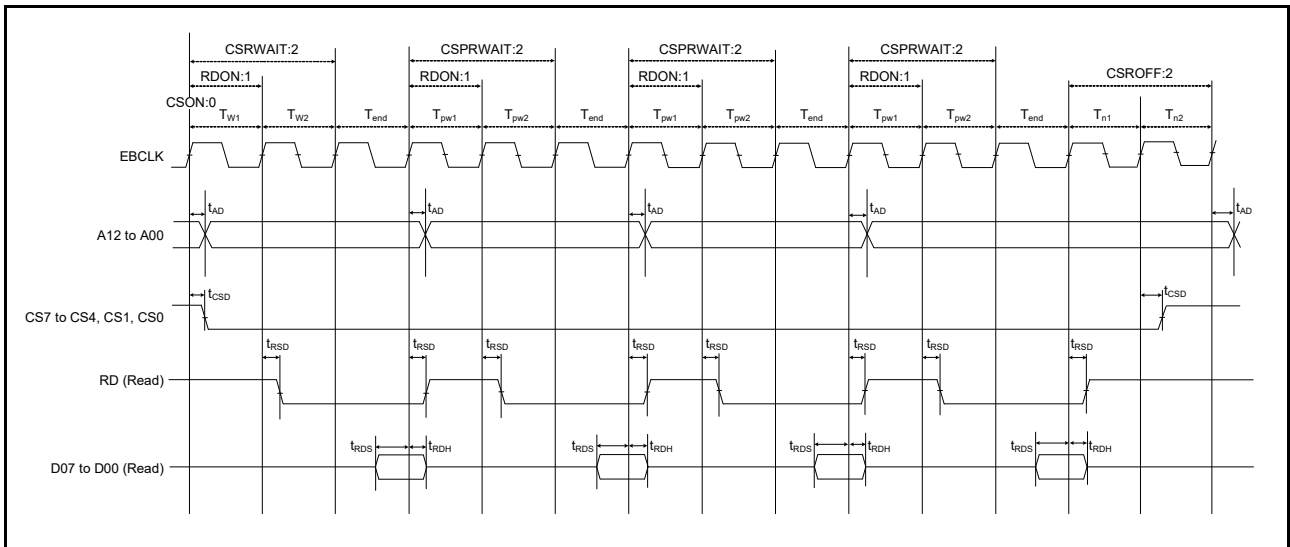 CSRWAIT:2 CSPRWAIT:2 CSPRWAIT:2 CSPRWAIT:2
RDON:1 RDON:1 RDON:1 RDON:1 CSROFF:2
CSON:0
TW1 TW2 Tend Tpw1 Tpw2 Tend Tpw1 Tpw2 Tend Tpw1 Tpw2 Tend Tn1 Tn2
EBCLK
tAD tAD tAD tAD tAD
A12 to A00
tCSD tCSD
CS7 to CS4, CS1, CS0
tRSD tRSD tRSD tRSD tRSD tRSD tRSD tRSD
RD (Read)
tRDS tRDH tRDS tRDH tRDS tRDH tRDS tRDH
D07 to D00 (Read)